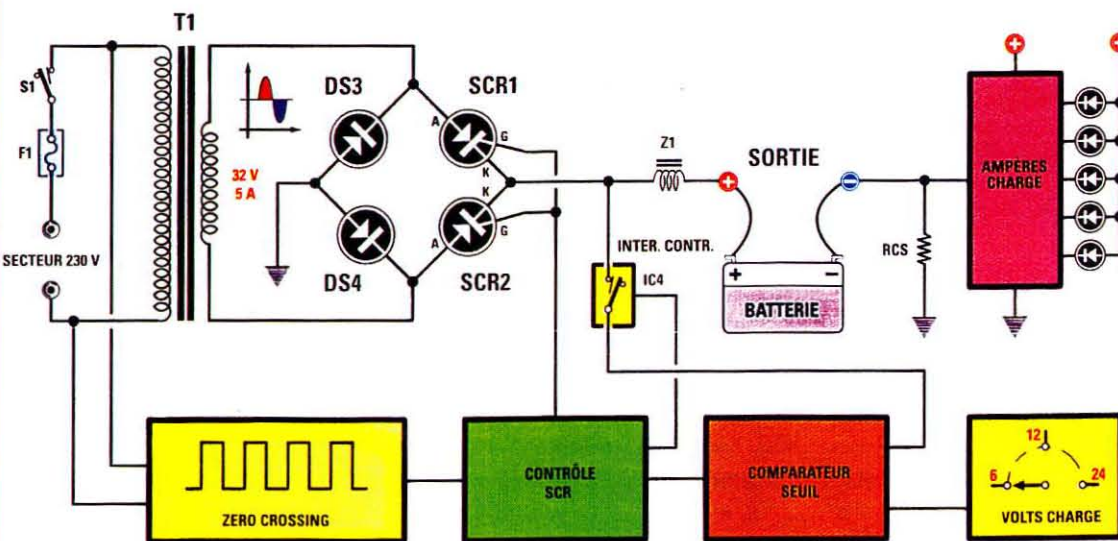 T1
S1
F1
SECTEUR 230 V
32 V
5 A
DS3
SCR1
A
G
K
K
A
G
DS4
SCR2
Z1
SORTIE
+
-
INTER. CONTR.
IC4
+ -
BATTERIE
RCS
+
+
AMPÈRES
CHARGE
ZERO CROSSING
CONTRÔLE
SCR
COMPARATEUR
SEUIL
12
6
24
VOLTS CHARGE